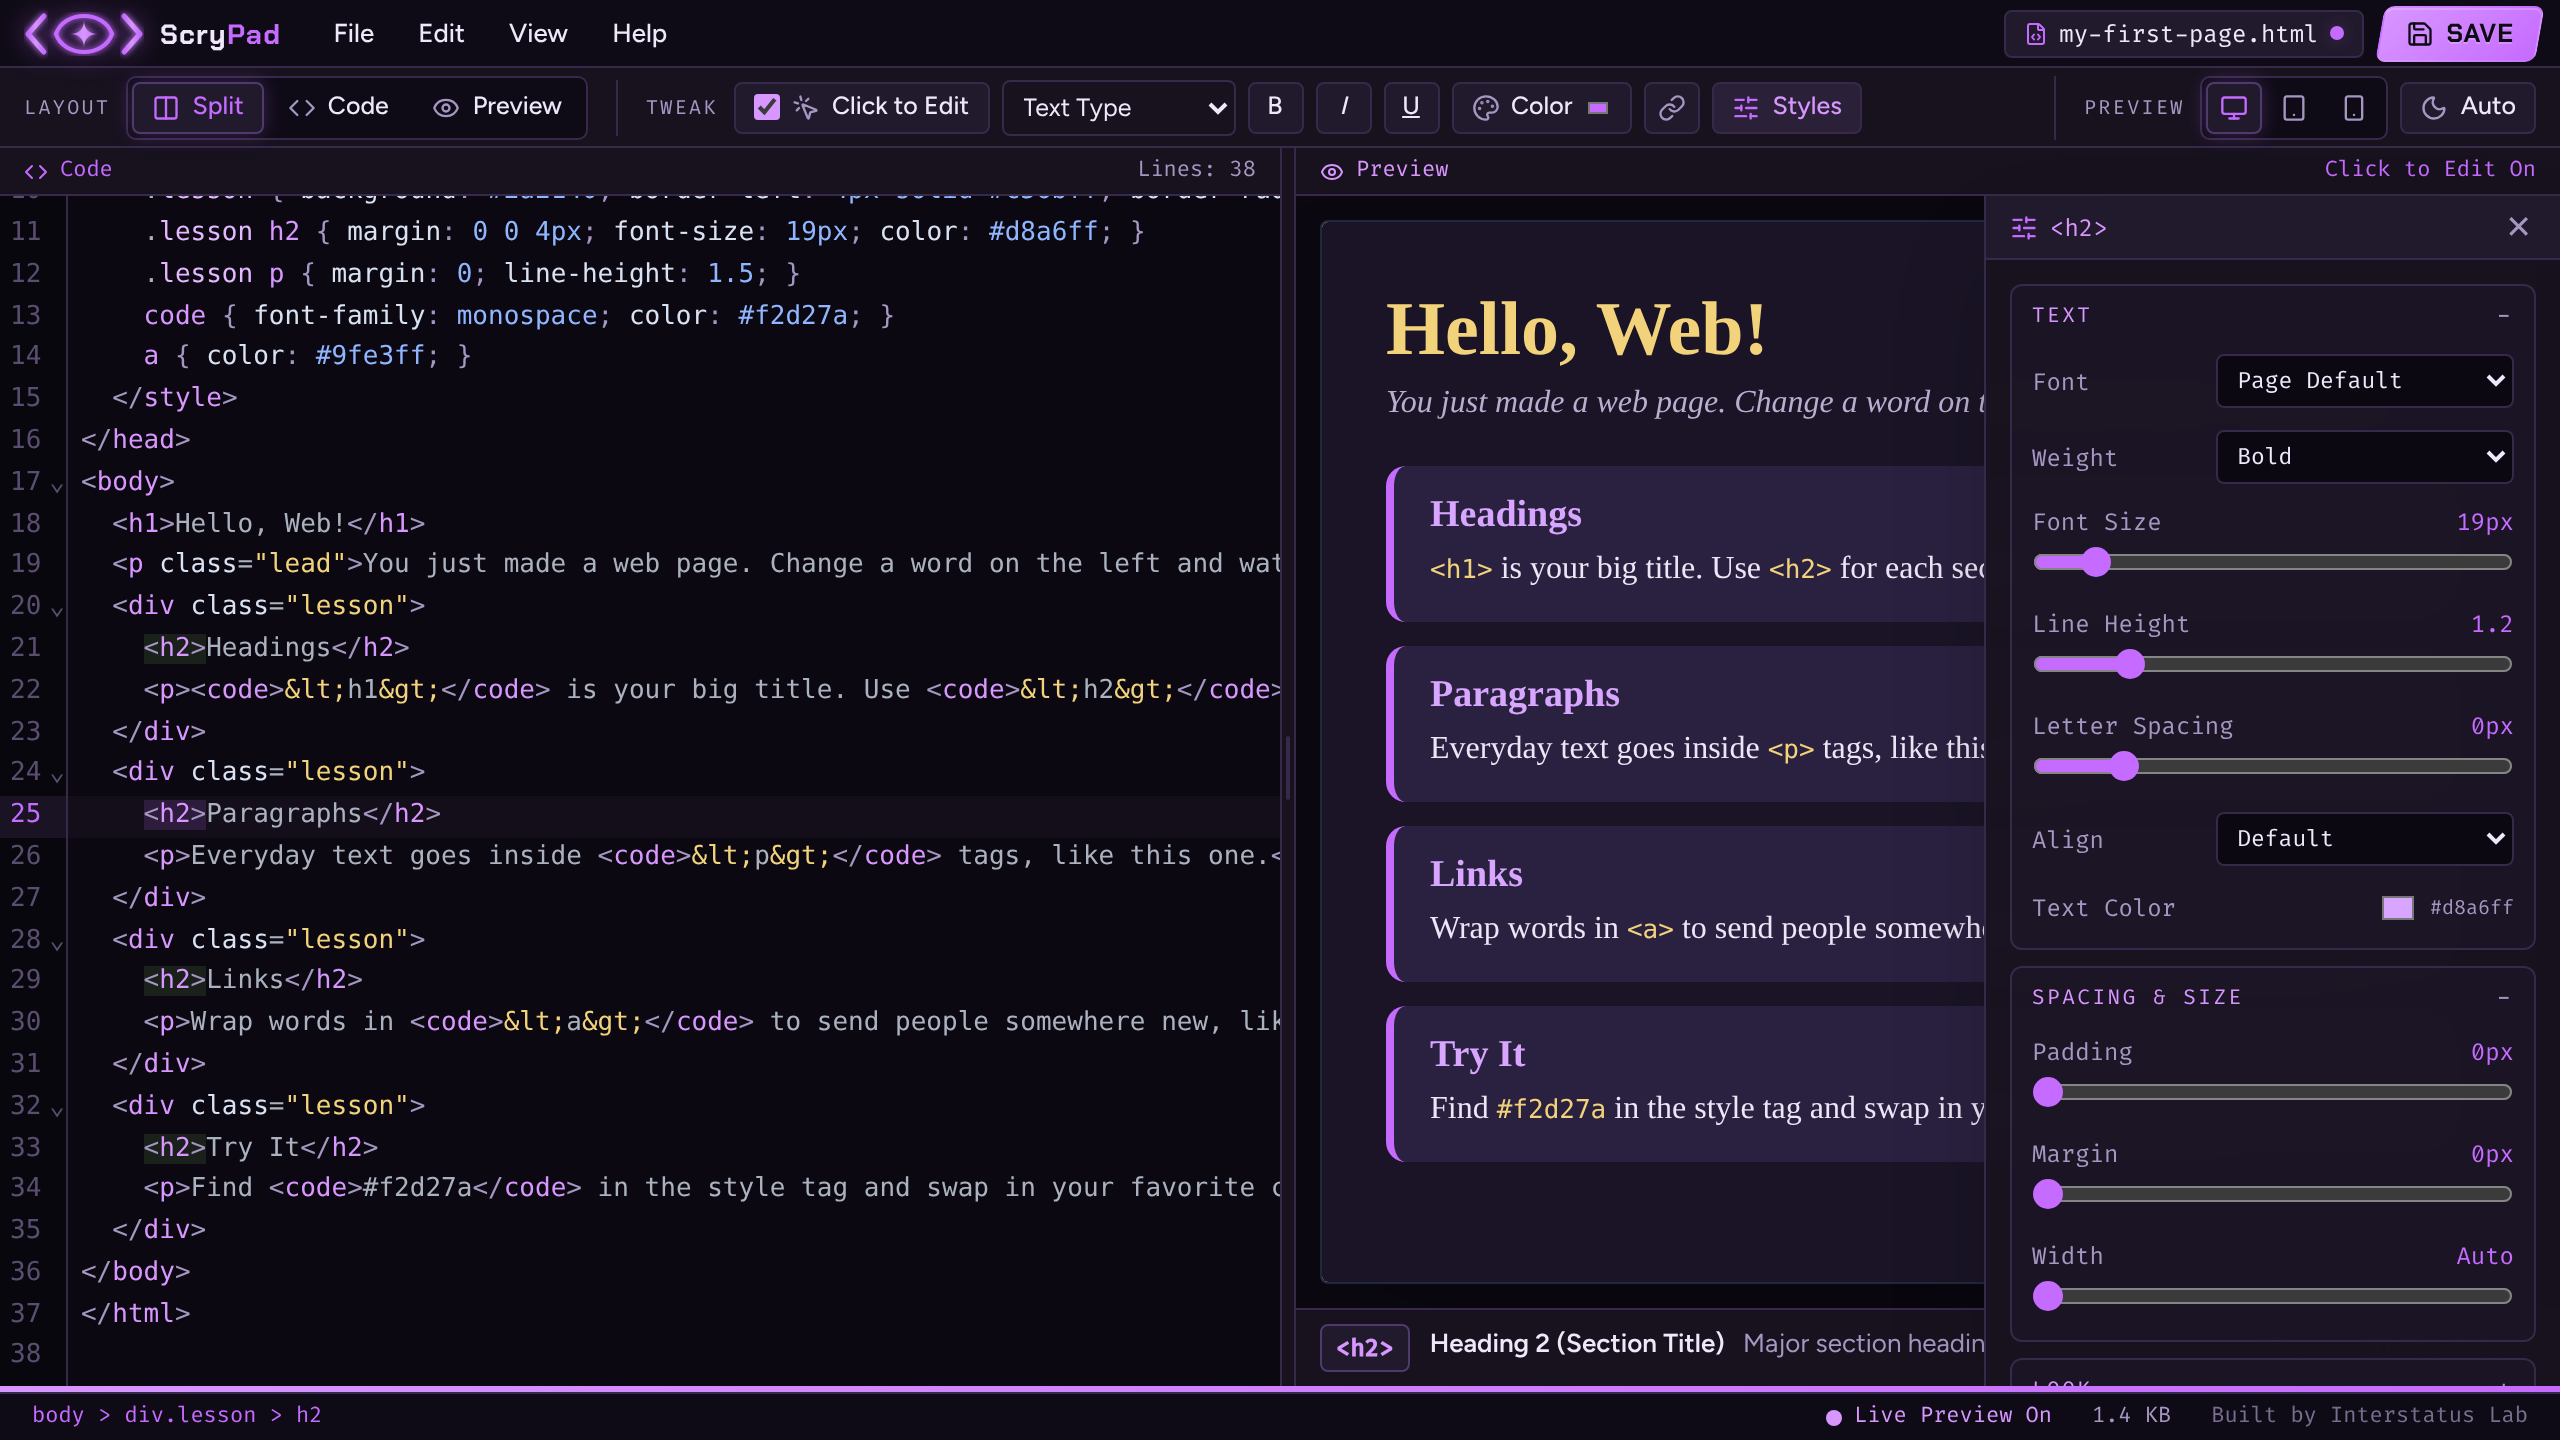 ScryPad File Edit View Help my-first-page.html SAVE
LAYOUT Split Code Preview TWEAK Click to Edit Text Type B I U Color Styles PREVIEW Auto
Code Lines: 38
11 .lesson h2 { margin: 0 0 4px; font-size: 19px; color: #d8a6ff; }
12 .lesson p { margin: 0; line-height: 1.5; }
13 code { font-family: monospace; color: #f2d27a; }
14 a { color: #9fe3ff; }
15 </style>
16 </head>
17 <body>
18 <h1>Hello, Web!</h1>
19 <p class="lead">You just made a web page. Change a word on the left and wat
20 <div class="lesson">
21 <h2>Headings</h2>
22 <p><code>&lt;h1&gt;</code> is your big title. Use <code>&lt;h2&gt;</code>
23 </div>
24 <div class="lesson">
25 <h2>Paragraphs</h2>
26 <p>Everyday text goes inside <code>&lt;p&gt;</code> tags, like this one.<
27 </div>
28 <div class="lesson">
29 <h2>Links</h2>
30 <p>Wrap words in <code>&lt;a&gt;</code> to send people somewhere new, lik
31 </div>
32 <div class="lesson">
33 <h2>Try It</h2>
34 <p>Find <code>#f2d27a</code> in the style tag and swap in your favorite c
35 </div>
36 </body>
37 </html>
38
Preview Click to Edit On
Hello, Web!
You just made a web page. Change a word on t
Headings
<h1> is your big title. Use <h2> for each sec
Paragraphs
Everyday text goes inside <p> tags, like this
Links
Wrap words in <a> to send people somewhe
Try It
Find #f2d27a in the style tag and swap in y
<h2> Heading 2 (Section Title) Major section headin
<h2>
TEXT
Font Page Default
Weight Bold
Font Size 19px
Line Height 1.2
Letter Spacing 0px
Align Default
Text Color #d8a6ff
SPACING & SIZE
Padding 0px
Margin 0px
Width Auto
body > div.lesson > h2 Live Preview On 1.4 KB Built by Interstatus Lab